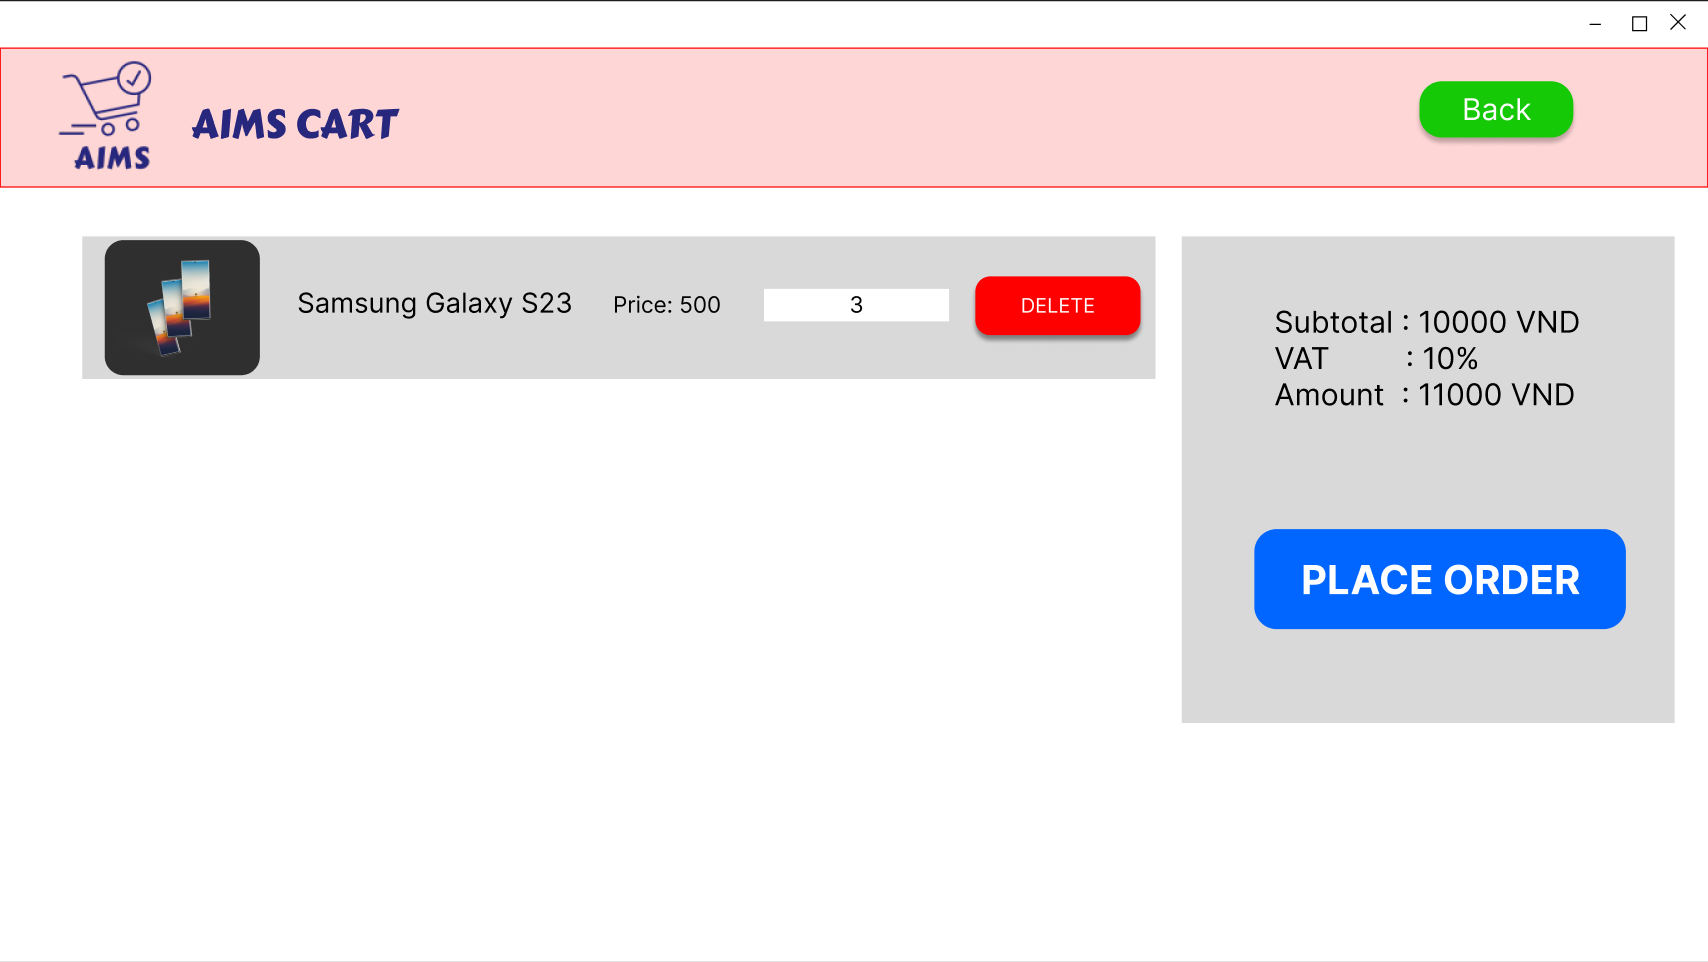 AIMS
AIMS CART
Back
Samsung Galaxy S23
Price: 500
3
DELETE
Subtotal : 10000 VND
VAT : 10%
Amount : 11000 VND
PLACE ORDER